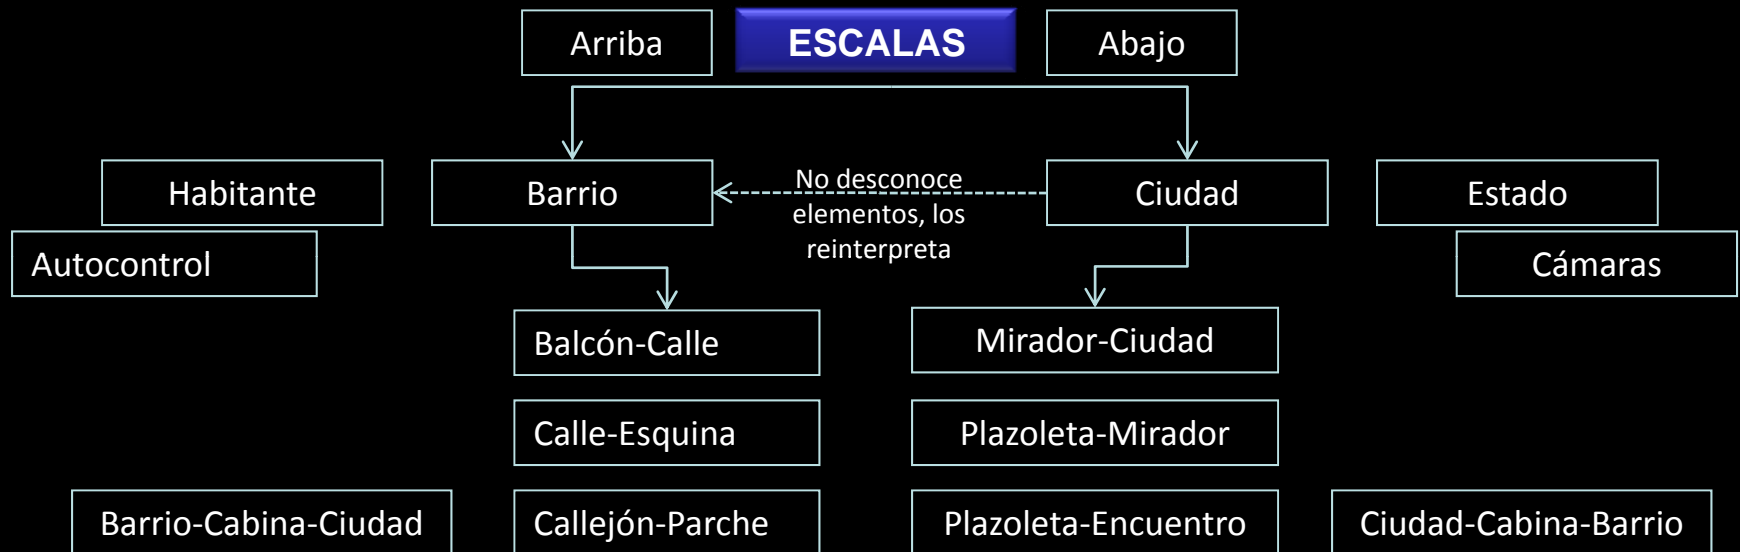 Arriba
ESCALAS
Abajo
Habitante
Barrio
No desconoce
elementos, los
reinterpreta
Ciudad
Estado
Autocontrol
Cámaras
Balcón-Calle
Mirador-Ciudad
Calle-Esquina
Plazoleta-Mirador
Barrio-Cabina-Ciudad
Callejón-Parche
Plazoleta-Encuentro
Ciudad-Cabina-Barrio